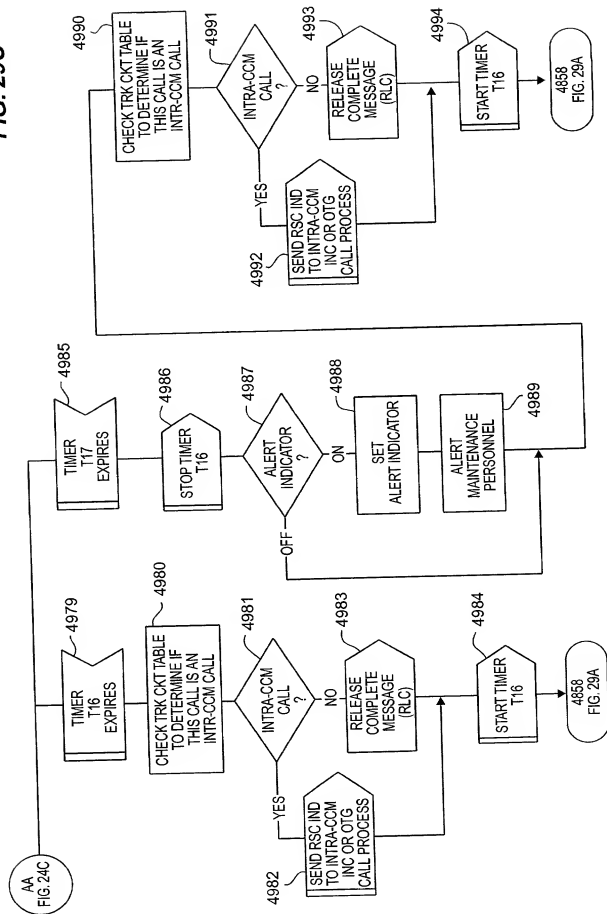 AA
FIG. 24C
4979
TIMER
T16
EXPIRES
4980
CHECK TRK CKT TABLE
TO DETERMINE IF
THIS CALL IS AN
INTR-CCM CALL
4981
INTRA-CCM
CALL
?
YES
NO
4982
SEND RSC IND
TO INTRA-CCM
INC OR OTG
CALL PROCESS
4983
RELEASE
COMPLETE
MESSAGE
(RLC)
4984
START TIMER
T16
4858
FIG. 29A
4985
TIMER
T17
EXPIRES
4986
STOP TIMER
T16
4987
ALERT
INDICATOR
?
OFF
ON
4988
SET
ALERT INDICATOR
4989
ALERT
MAINTENANCE
PERSONNEL
4990
CHECK TRK CKT TABLE
TO DETERMINE IF
THIS CALL IS AN
INTR-CCM CALL
4991
INTRA-CCM
CALL
?
YES
NO
4992
SEND RSC IND
TO INTRA-CCM
INC OR OTG
CALL PROCESS
4993
RELEASE
COMPLETE
MESSAGE
(RLC)
4994
START TIMER
T16
4858
FIG. 29A